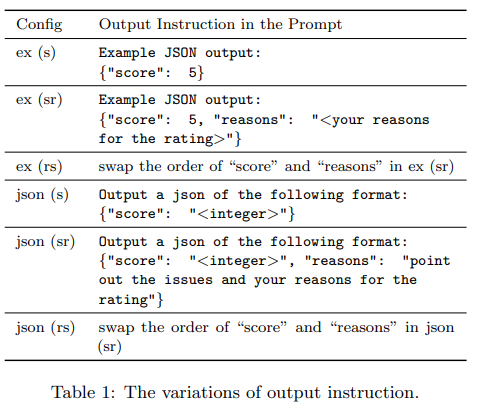 Config Output Instruction in the Prompt
ex (s) Example JSON output:
{"score": 5}
ex (sr) Example JSON output:
{"score": 5, "reasons": "<your reasons
for the rating>"}
ex (rs) swap the order of “score” and “reasons” in ex (sr)
json (s) Output a json of the following format:
{"score": "<integer>"}
json (sr) Output a json of the following format:
{"score": "<integer>", "reasons": "point
out the issues and your reasons for the
rating"}
json (rs) swap the order of “score” and “reasons” in json
(sr)
Table 1: The variations of output instruction.